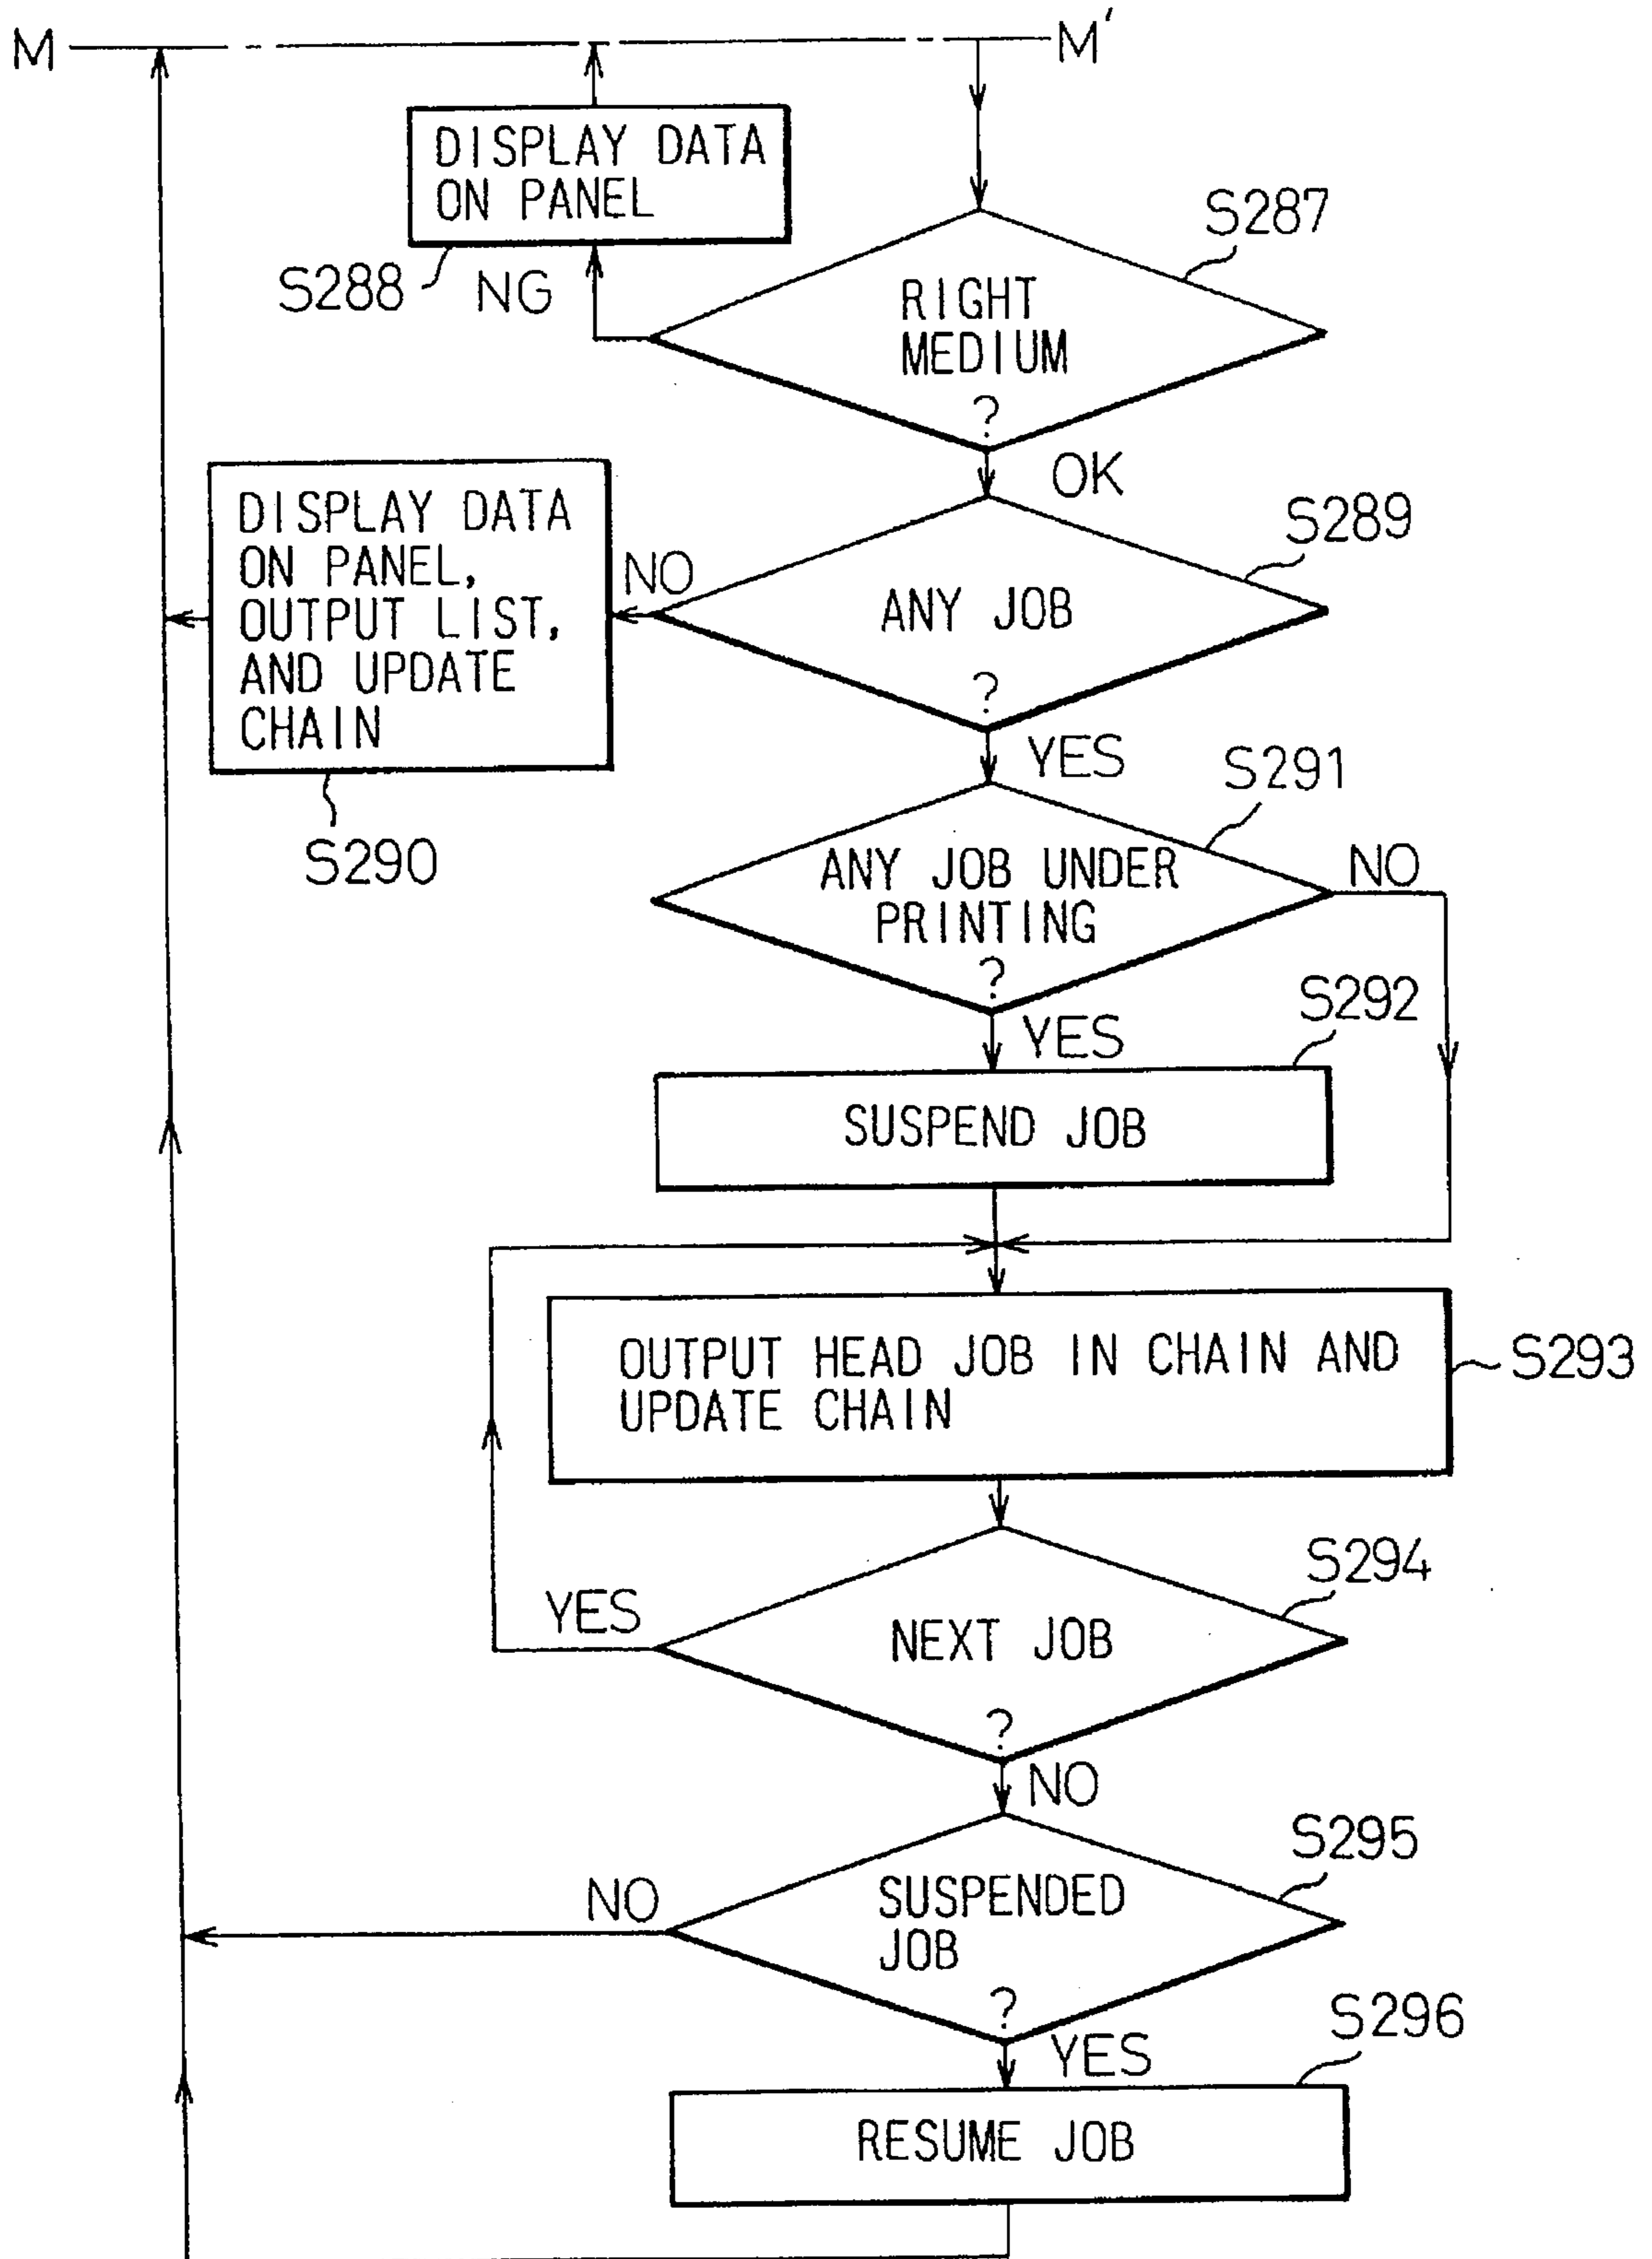 M
M'
DISPLAY DATA
ON PANEL
S288
NG
S287
RIGHT
MEDIUM
?
OK
DISPLAY DATA
ON PANEL,
OUTPUT LIST,
AND UPDATE
CHAIN
S290
NO
S289
ANY JOB
?
YES
S291
ANY JOB UNDER
PRINTING
?
NO
YES
S292
SUSPEND JOB
OUTPUT HEAD JOB IN CHAIN AND
UPDATE CHAIN
S293
S294
YES
NEXT JOB
?
NO
S295
NO
SUSPENDED
JOB
?
YES
S296
RESUME JOB